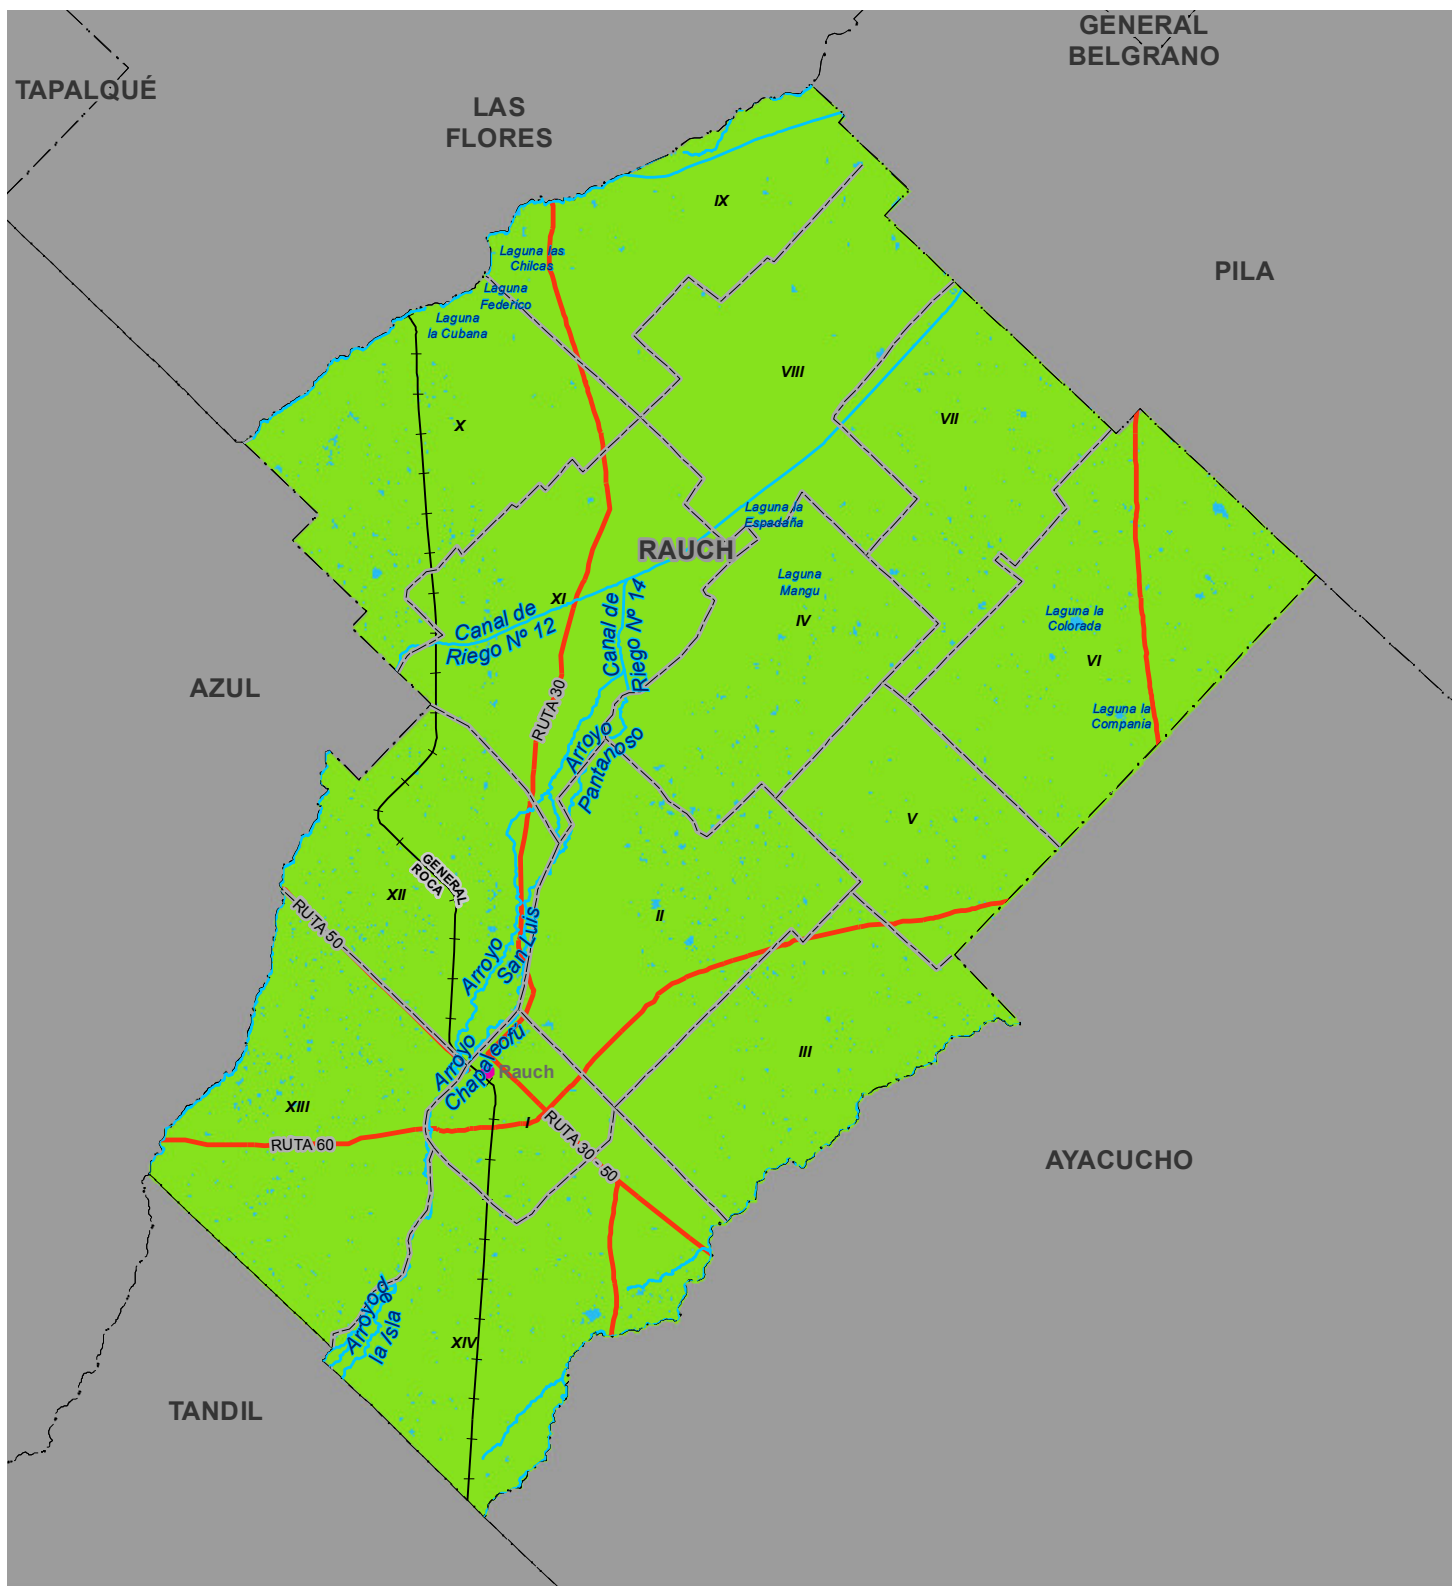 GENERAL
BELGRANO
TAPALQUÉ
LAS
FLORES
IX
PILA
Laguna las
Chilcas
Laguna
Federico
Laguna
la Cubana
VIII
VII
X
Laguna la
Espadaña
RAUCH
Laguna
Mangu
XI
Canal de
Riego Nº 12
Canal de
Riego Nº 14
IV
Laguna la
Colorada
VI
AZUL
RUTA 30
Laguna la
Compania
Arroyo
Pantanoso
V
GENERAL
ROCA
XII
RUTA 50
II
Arroyo
San Luis
III
Arroyo
Chapaleofú
Rauch
XIII
I
RUTA 60
RUTA 30 - 50
AYACUCHO
Arroyo d
e
la Isla
XIV
TANDIL